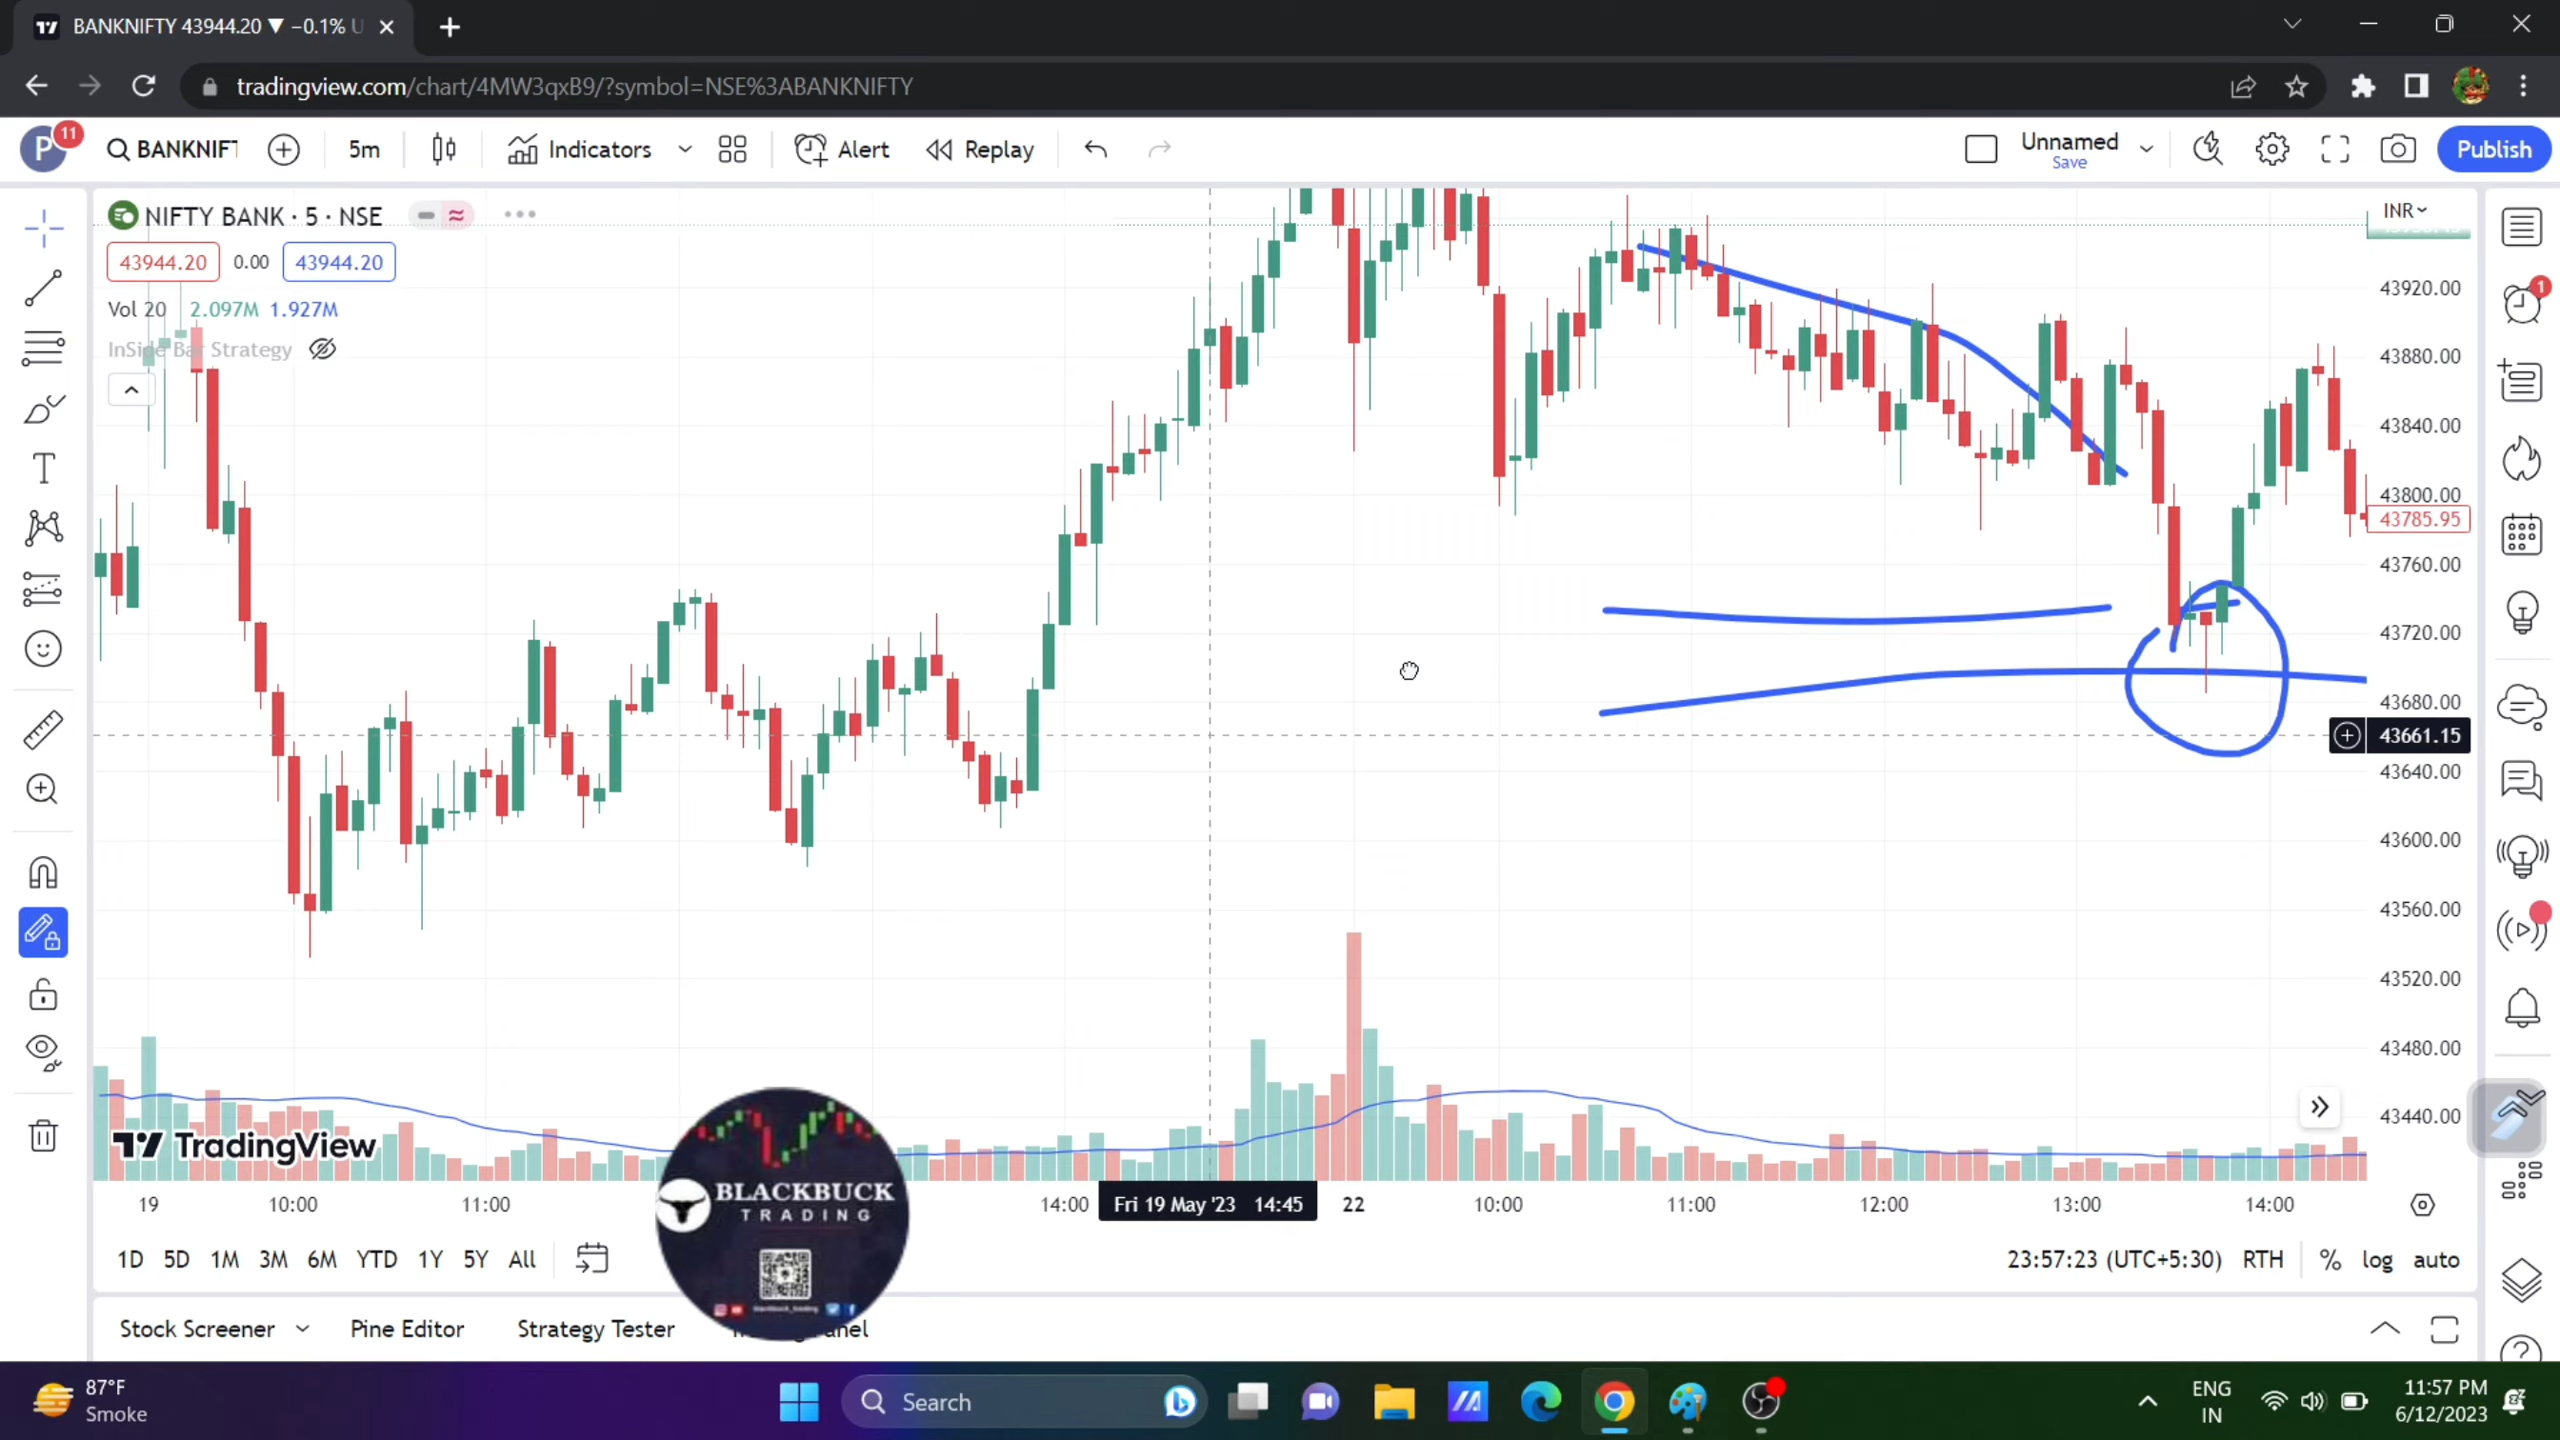 BANKNIFTY 43944.20 ▼ −0.1% U
tradingview.com/chart/4MW3qxB9/?symbol=NSE%3ABANKNIFTY
P
11
BANKNIFT
5m
Indicators
Alert
Replay
Unnamed
Save
Publish
NIFTY BANK · 5 · NSE
INR
43944.20
0.00
43944.20
Vol 20 2.097M 1.927M
InSide Bar Strategy
43920.00
43880.00
43840.00
43800.00
43785.95
43760.00
43720.00
43680.00
43661.15
43640.00
43600.00
43560.00
43520.00
43480.00
43440.00
1
TradingView
BLACKBUCK
TRADING
19
10:00
11:00
14:00
Fri 19 May '23 14:45
22
10:00
11:00
12:00
13:00
14:00
1D 5D 1M 3M 6M YTD 1Y 5Y All
23:57:23 (UTC+5:30)
RTH
%
log
auto
Stock Screener
Pine Editor
Strategy Tester
87°F
Smoke
Search
ENG
IN
11:57 PM
6/12/2023